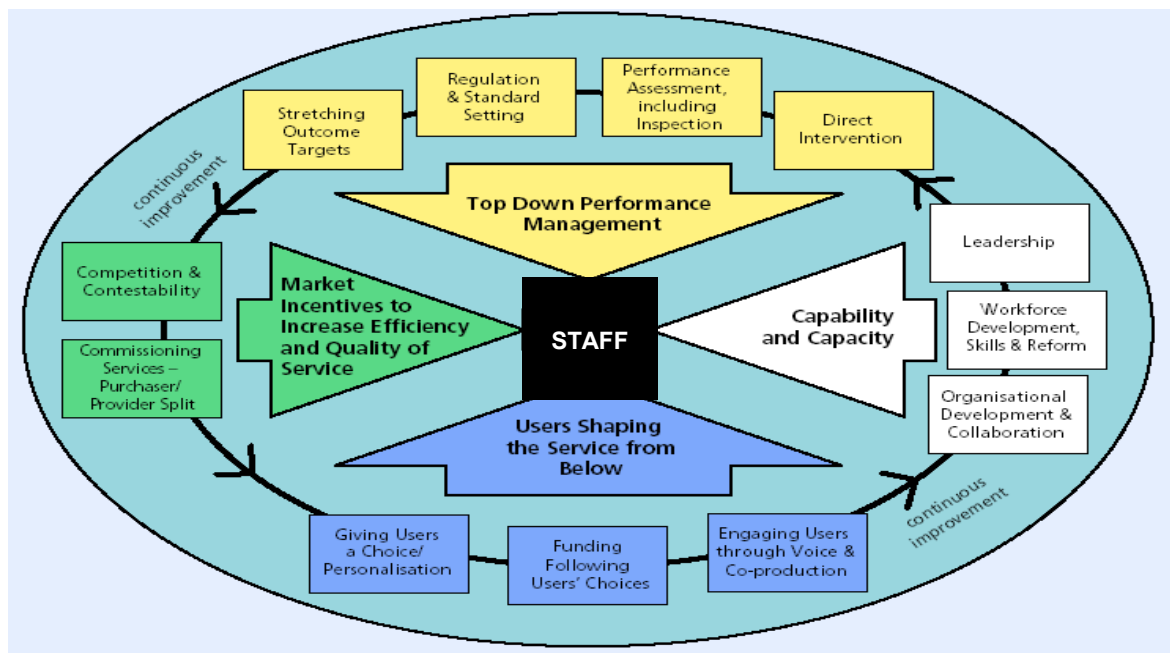 Regulation
& Standard
Setting
Performance
Assessment,
including
Inspection
Stretching
Outcome
Targets
Direct
Intervention
continuous
improvement
Top Down Performance
Management
Leadership
Competition &
Contestability
Market
Incentives to
Increase Efficiency
and Quality of
Service
STAFF
Capability
and Capacity
Workforce
Development,
Skills & Reform
Commissioning
Services –
Purchaser/
Provider Split
Organisational
Development &
Collaboration
Users Shaping
the Service from
Below
continuous
improvement
Giving Users
a Choice/
Personalisation
Funding
Following
Users’ Choices
Engaging Users
through Voice &
Co-production